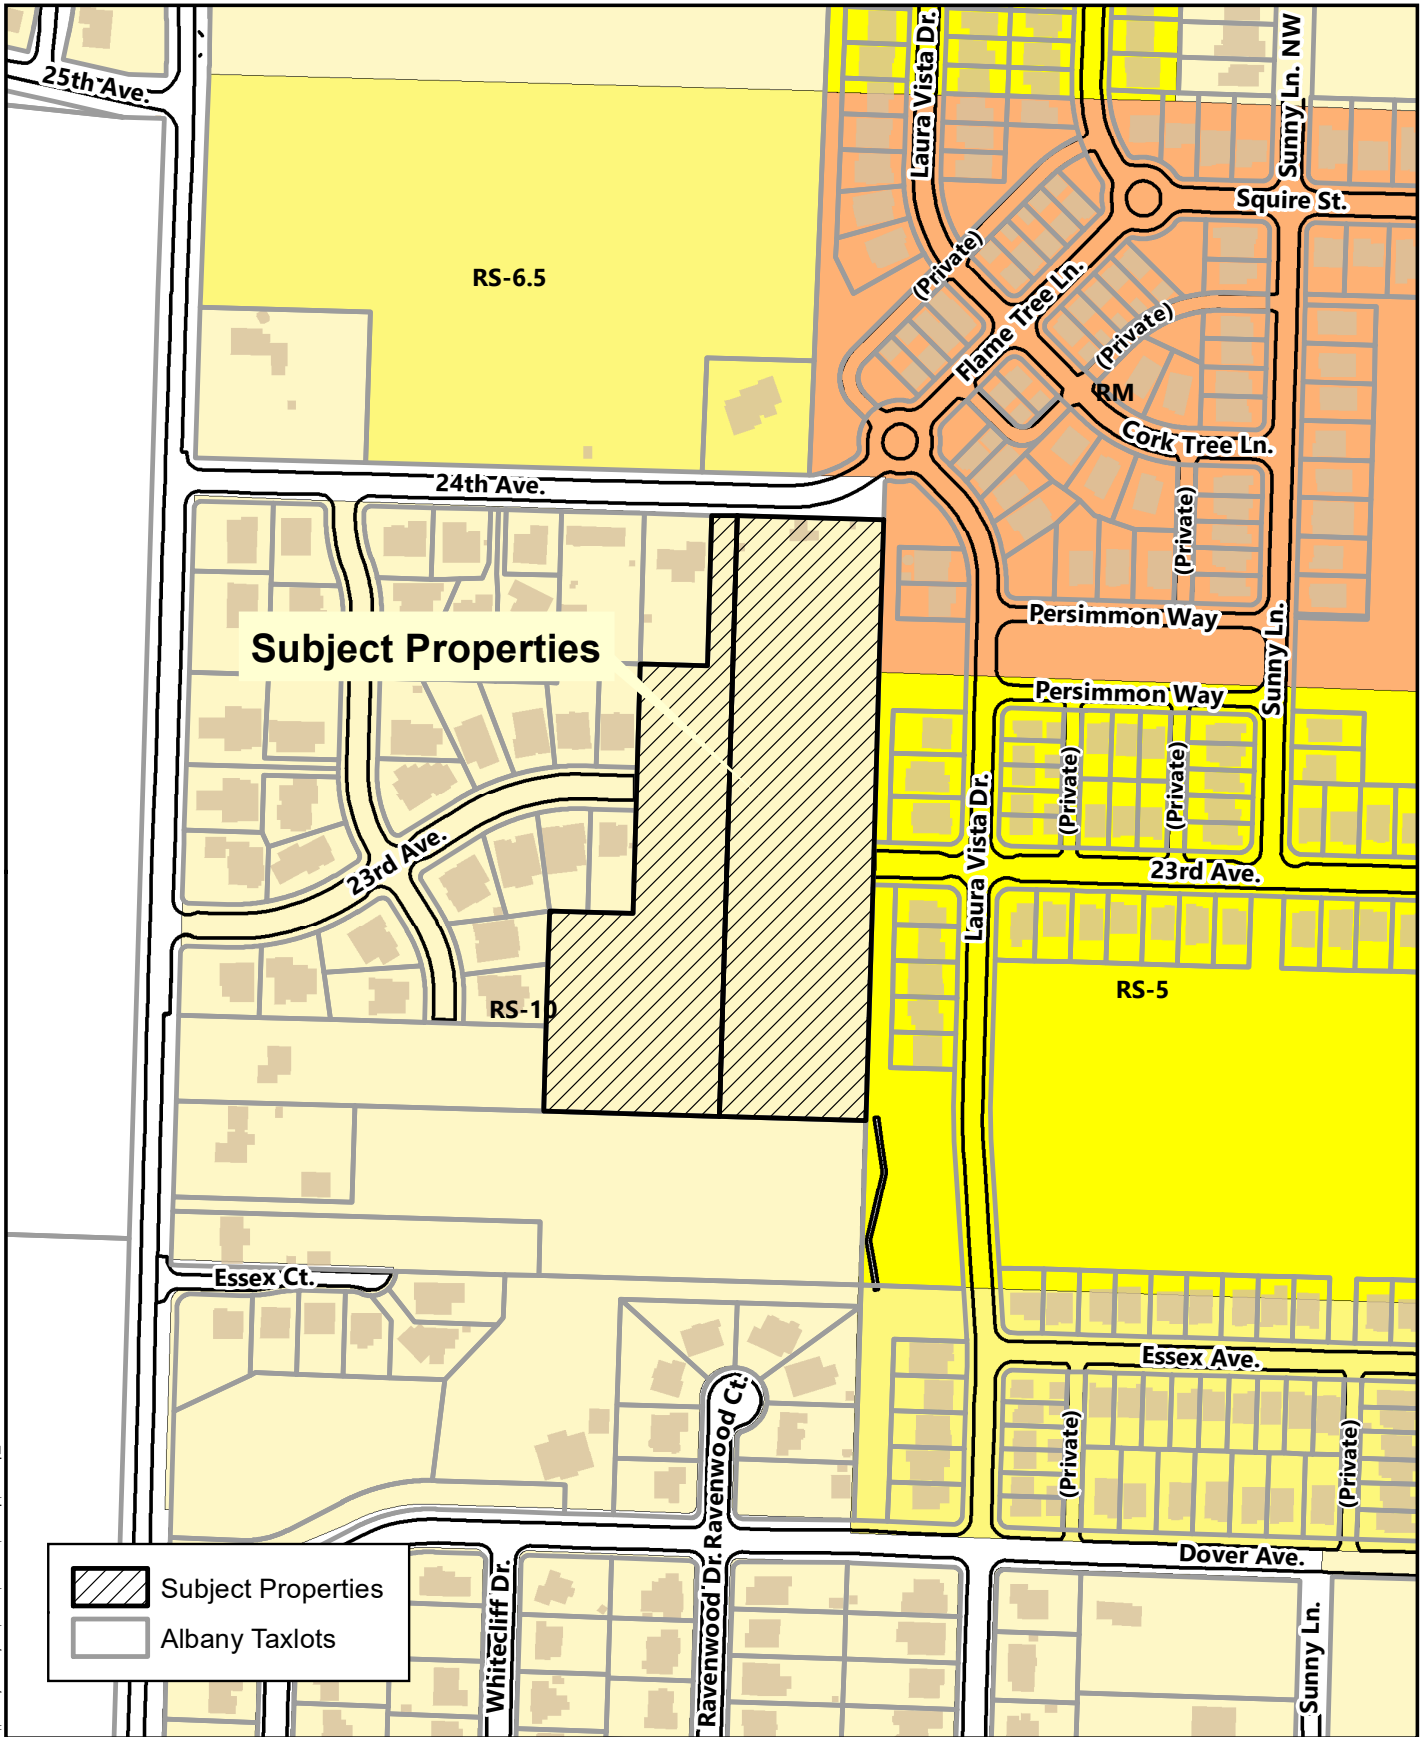 25th Ave.
Laura Vista Dr.
Sunny Ln. NW
Squire St.
(Private)
RS-6.5
Flame Tree Ln.
(Private)
RM
Cork Tree Ln.
24th Ave.
(Private)
Persimmon Way
Subject Properties
Sunny Ln.
Persimmon Way
(Private)
(Private)
Laura Vista Dr.
23rd Ave.
23rd Ave.
RS-5
RS-10
Essex Ct.
Essex Ave.
Ravenwood Ct.
(Private)
(Private)
Dover Ave.
Subject Properties
Albany Taxlots
Whitecliff Dr.
Ravenwood Dr.
Sunny Ln.